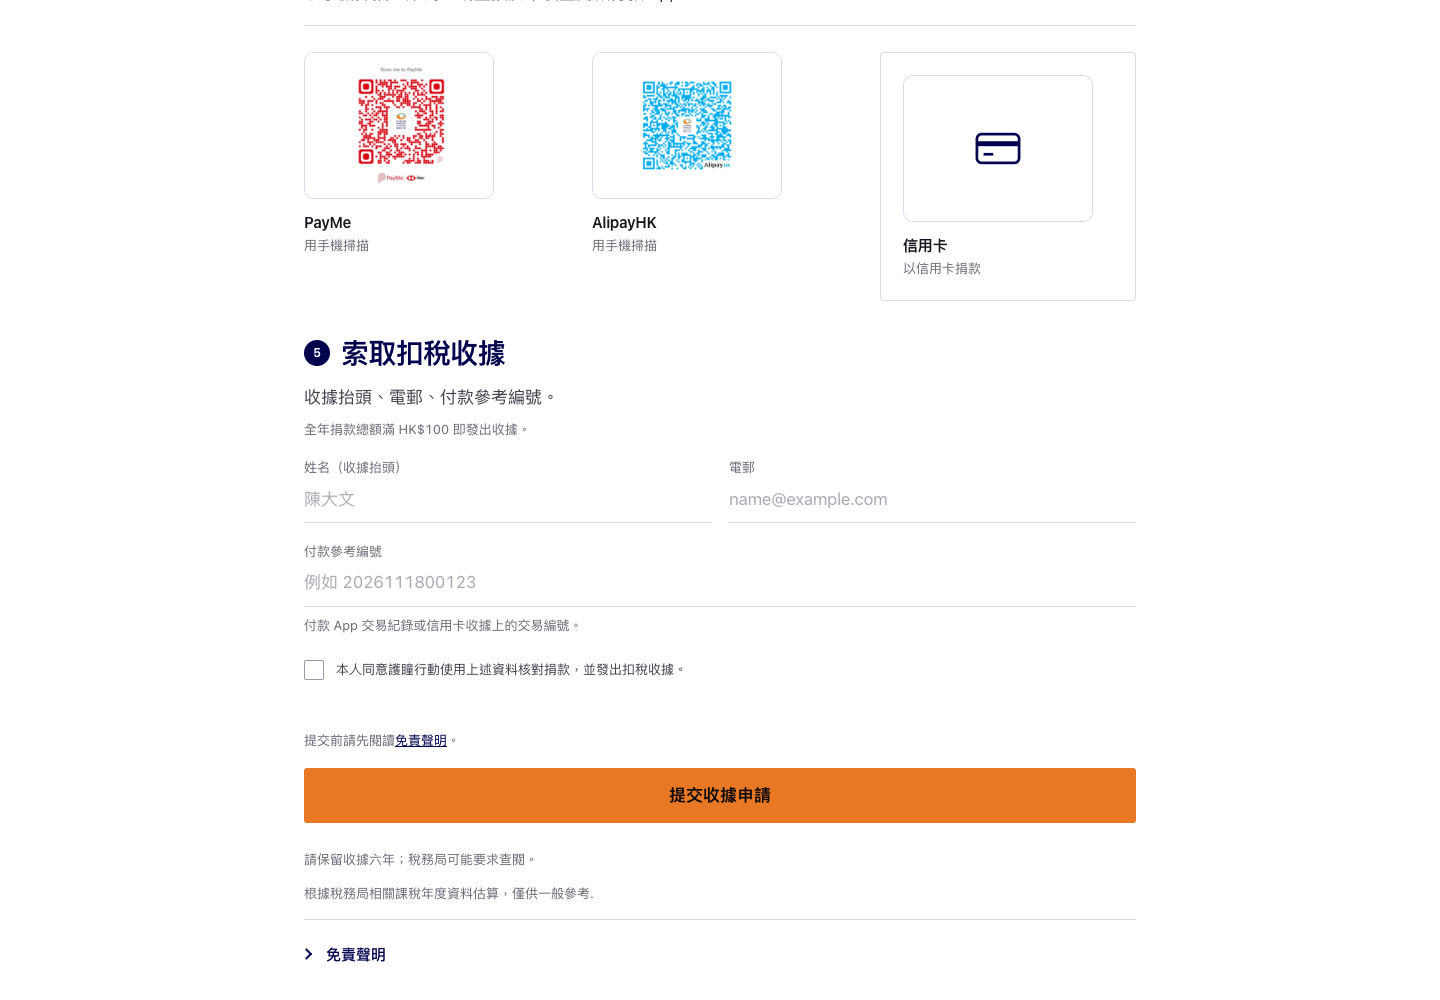 Scan me to PayMe
PayMe
Alipay HK
PayMe
用手機掃描
AlipayHK
用手機掃描
信用卡
以信用卡捐款
5 索取扣稅收據
收據抬頭、電郵、付款參考編號。
全年捐款總額滿 HK$100 即發出收據。
姓名（收據抬頭）
電郵
陳大文
name@example.com
付款參考編號
例如 2026111800123
付款 App 交易紀錄或信用卡收據上的交易編號。
本人同意護瞳行動使用上述資料核對捐款，並發出扣稅收據。
提交前請先閱讀免責聲明。
提交收據申請
請保留收據六年；稅務局可能要求查閱。
根據稅務局相關課稅年度資料估算，僅供一般參考.
免責聲明